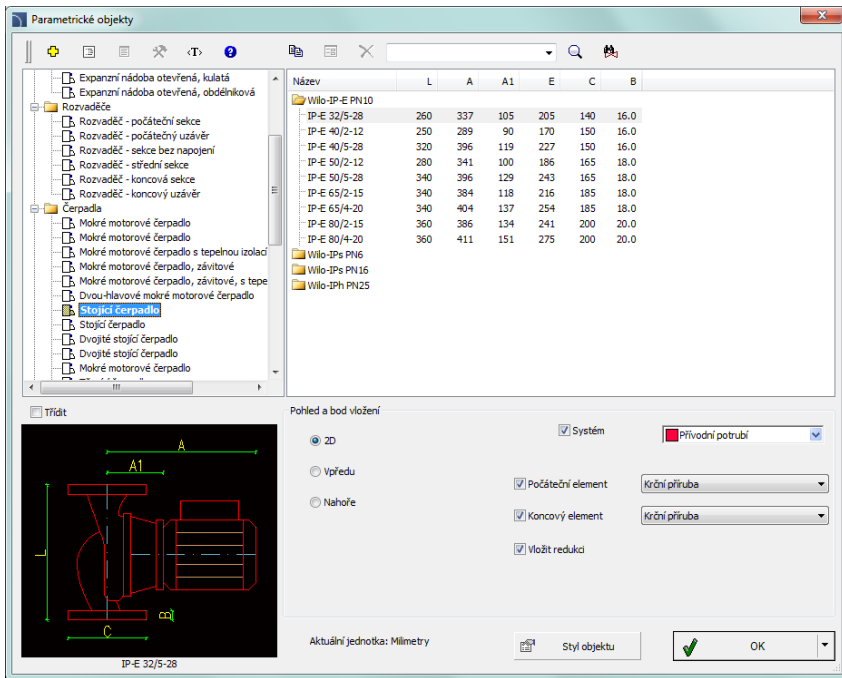 Parametrické objekty
‹T›
Expanzní nádoba otevřená, kulatá
Expanzní nádoba otevřená, obdélníková
Rozvaděče
Rozvaděč - počáteční sekce
Rozvaděč - počátečný uzávěr
Rozvaděč - sekce bez napojení
Rozvaděč - střední sekce
Rozvaděč - koncová sekce
Rozvaděč - koncový uzávěr
Čerpadla
Mokré motorové čerpadlo
Mokré motorové čerpadlo
Mokré motorové čerpadlo s tepelnou izolací
Mokré motorové čerpadlo, závitové
Mokré motorové čerpadlo, závitové, s tepe
Dvou-hlavové mokré motorové čerpadlo
Stojící čerpadlo
Stojící čerpadlo
Dvojité stojící čerpadlo
Dvojité stojící čerpadlo
Mokré motorové čerpadlo
Název L A A1 E C B
Wilo-IP-E PN10
IP-E 32/5-28 260 337 105 205 140 16.0
IP-E 40/2-12 250 289 90 170 150 16.0
IP-E 40/5-28 320 396 119 227 150 16.0
IP-E 50/2-12 280 341 100 186 165 18.0
IP-E 50/5-28 340 396 129 243 165 18.0
IP-E 65/2-15 340 384 118 216 185 18.0
IP-E 65/4-20 340 404 137 254 185 18.0
IP-E 80/2-15 360 386 134 241 200 20.0
IP-E 80/4-20 360 411 151 275 200 20.0
Wilo-IPs PN6
Wilo-IPs PN16
Wilo-IPh PN25
Třídit
A
A1
L
B
C
IP-E 32/5-28
Pohled a bod vložení
2D
Vpředu
Nahoře
Systém Přívodní potrubí
Počáteční element Krční příruba
Koncový element Krční příruba
Vložit redukci
Aktuální jednotka: Milimetry
Styl objektu
OK